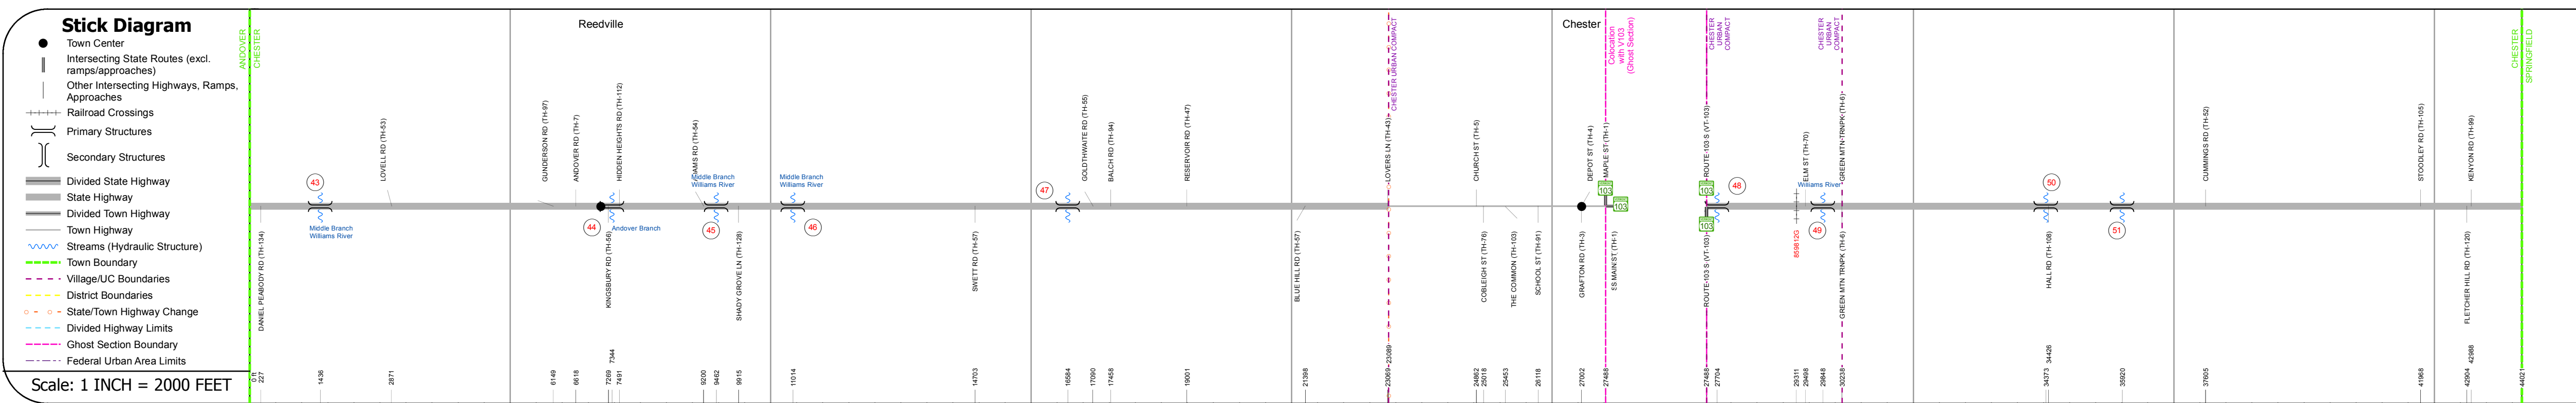 Stick Diagram
Town Center
Intersecting State Routes (excl.
ramps/approaches)
Other Intersecting Highways, Ramps,
Approaches
Railroad Crossings
Primary Structures
Secondary Structures
Divided State Highway
State Highway
Divided Town Highway
Town Highway
Streams (Hydraulic Structure)
Town Boundary
Village/UC Boundaries
District Boundaries
State/Town Highway Change
Divided Highway Limits
Ghost Section Boundary
Federal Urban Area Limits
Scale: 1 INCH = 2000 FEET
Reedville
Chester
ANDOVER
CHESTER
CHESTER URBAN COMPACT
Colocation
with V103
(Ghost Section)
CHESTER
URBAN
COMPACT
CHESTER
URBAN
COMPACT
CHESTER
SPRINGFIELD
LOVELL RD (TH-53)
GUNDERSON RD (TH-97)
ANDOVER RD (TH-7)
HIDDEN HEIGHTS RD (TH-112)
RD (TH-54)
GOLDTHWAITE RD (TH-55)
BALCH RD (TH-94)
RESERVOIR RD (TH-47)
LOVERS LN (TH-43)
CHURCH ST (TH-5)
DEPOT ST (TH-4)
MAPLE ST (TH-1)
ROUTE-103 S (VT-103)
ELM ST (TH-70)
GREEN MTN TRNPK (TH-6)
CUMMINGS RD (TH-52)
STOODLEY RD (TH-105)
KENYON RD (TH-99)
43
Middle Branch
Williams River
44
Andover Branch
Middle Branch
Williams River
45
Middle Branch
Williams River
46
47
103
103
103
103
48
Williams River
49
50
51
859812G
DANIEL PEABODY RD (TH-134)
KINGSBURY RD (TH-56)
SHADY GROVE LN (TH-128)
SWETT RD (TH-57)
BLUE HILL RD (TH-57)
COBLEIGH ST (TH-76)
THE COMMON (TH-103)
SCHOOL ST (TH-91)
GRAFTON RD (TH-3)
S MAIN ST (TH-1)
ROUTE-103 S (VT-103)
GREEN MTN TRNPK (TH-6)
HALL RD (TH-108)
FLETCHER HILL RD (TH-120)
0 ft
227
1436
2871
6149
6618
7269
7344
7491
9200
9462
9915
11014
14703
16584
17090
17458
19001
21398
23069
23089
24862
25018
25453
26118
27002
27488
27488
27704
29311
29498
29848
30238
34373
34426
35920
37605
41968
42904
42988
44021